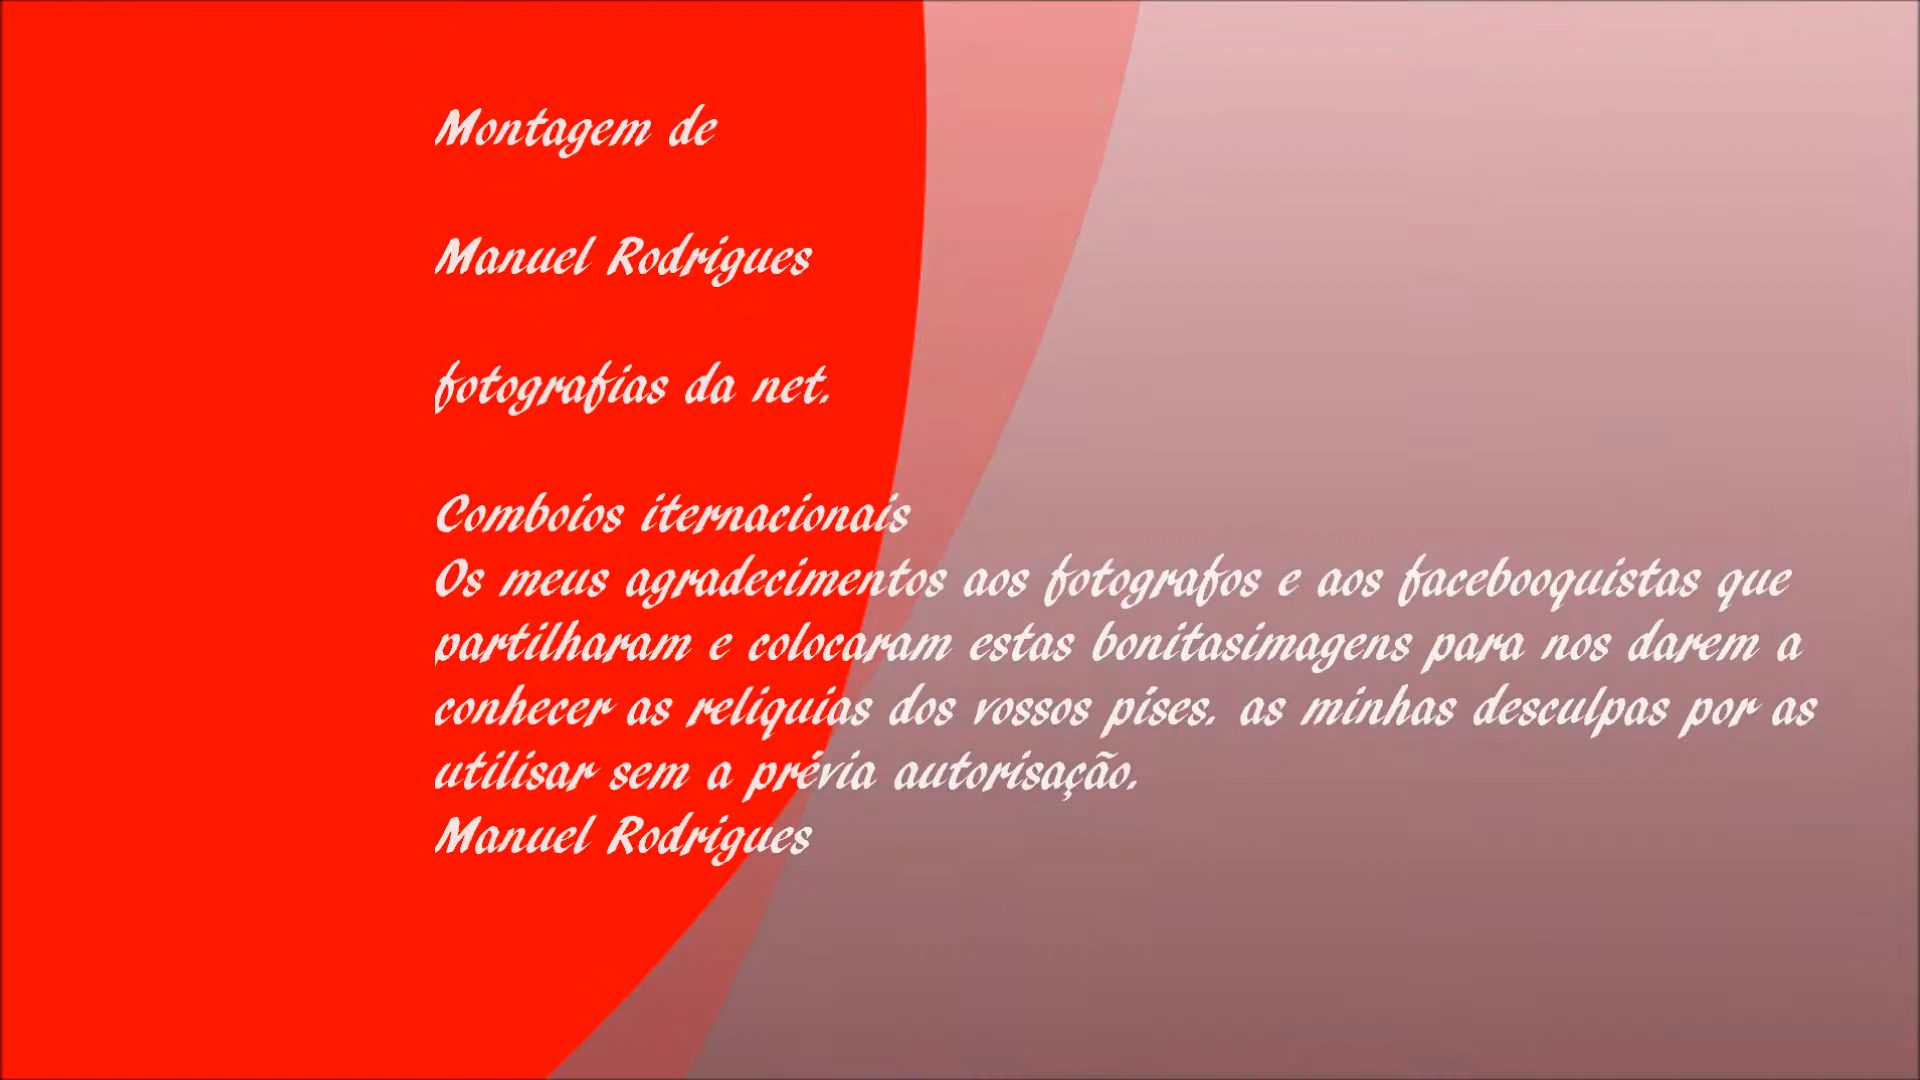 Montagem de
Manuel Rodrigues
fotografias da net.
Comboios iternacionais
Os meus agradecimentos aos fotografos e aos facebooquistas que
partilharam e colocaram estas bonitasimagens para nos darem a
conhecer as reliquias dos vossos píses. as minhas desculpas por as
utilisar sem a prévia autorisação.
Manuel Rodrigues